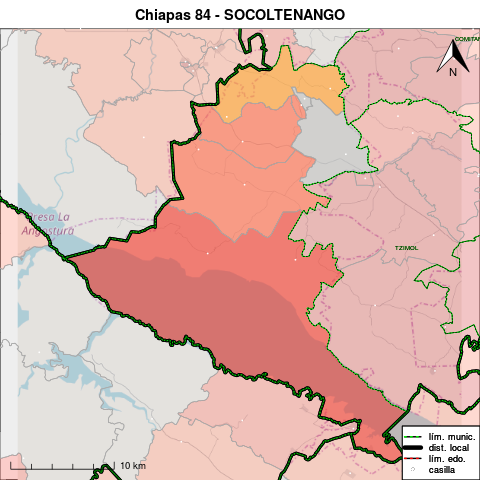 Chiapas 84 - SOCOLTENANGO
COMITAN
N
Presa La
Angostura
TZIMOL
lím. munic.
dist. local
lím. edo.
casilla
10 km